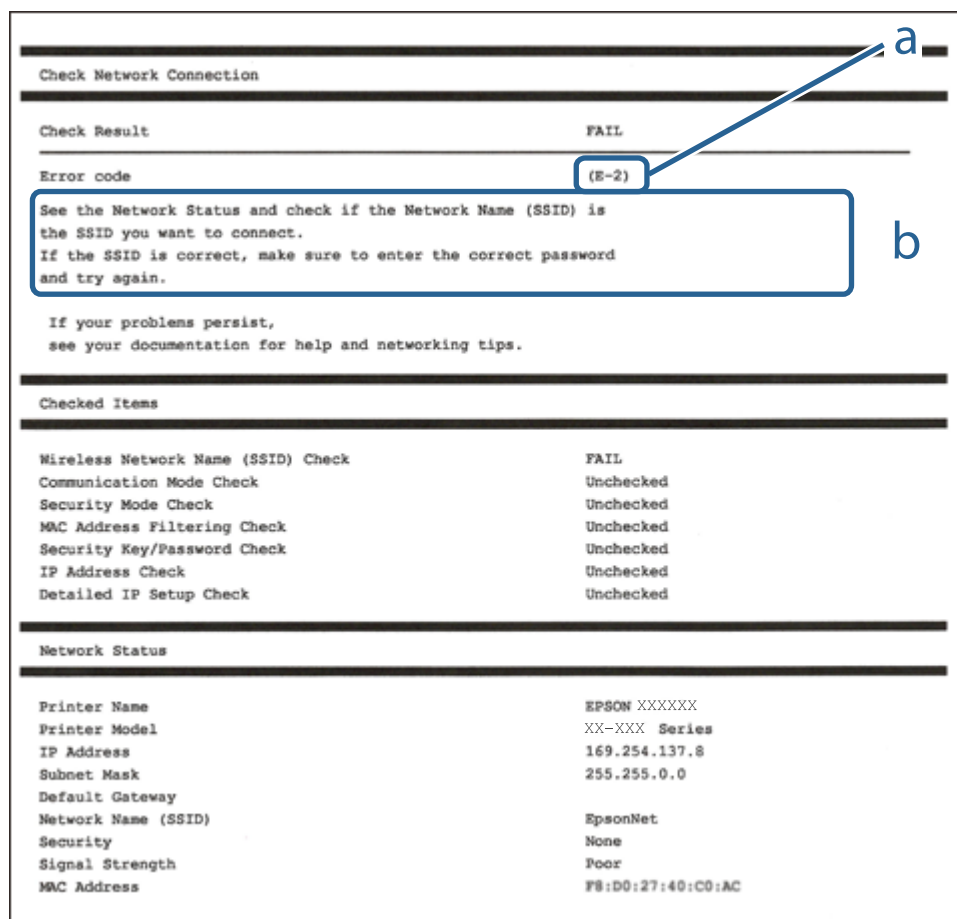 a
Check Network Connection
Check Result FAIL
Error code (E-2)
See the Network Status and check if the Network Name (SSID) is
the SSID you want to connect.
If the SSID is correct, make sure to enter the correct password
and try again.
b
If your problems persist,
see your documentation for help and networking tips.
Checked Items
Wireless Network Name (SSID) Check FAIL
Communication Mode Check Unchecked
Security Mode Check Unchecked
MAC Address Filtering Check Unchecked
Security Key/Password Check Unchecked
IP Address Check Unchecked
Detailed IP Setup Check Unchecked
Network Status
Printer Name EPSON XXXXXX
Printer Model XX-XXX Series
IP Address 169.254.137.8
Subnet Mask 255.255.0.0
Default Gateway
Network Name (SSID) EpsonNet
Security None
Signal Strength Poor
MAC Address F8:D0:27:40:C0:AC